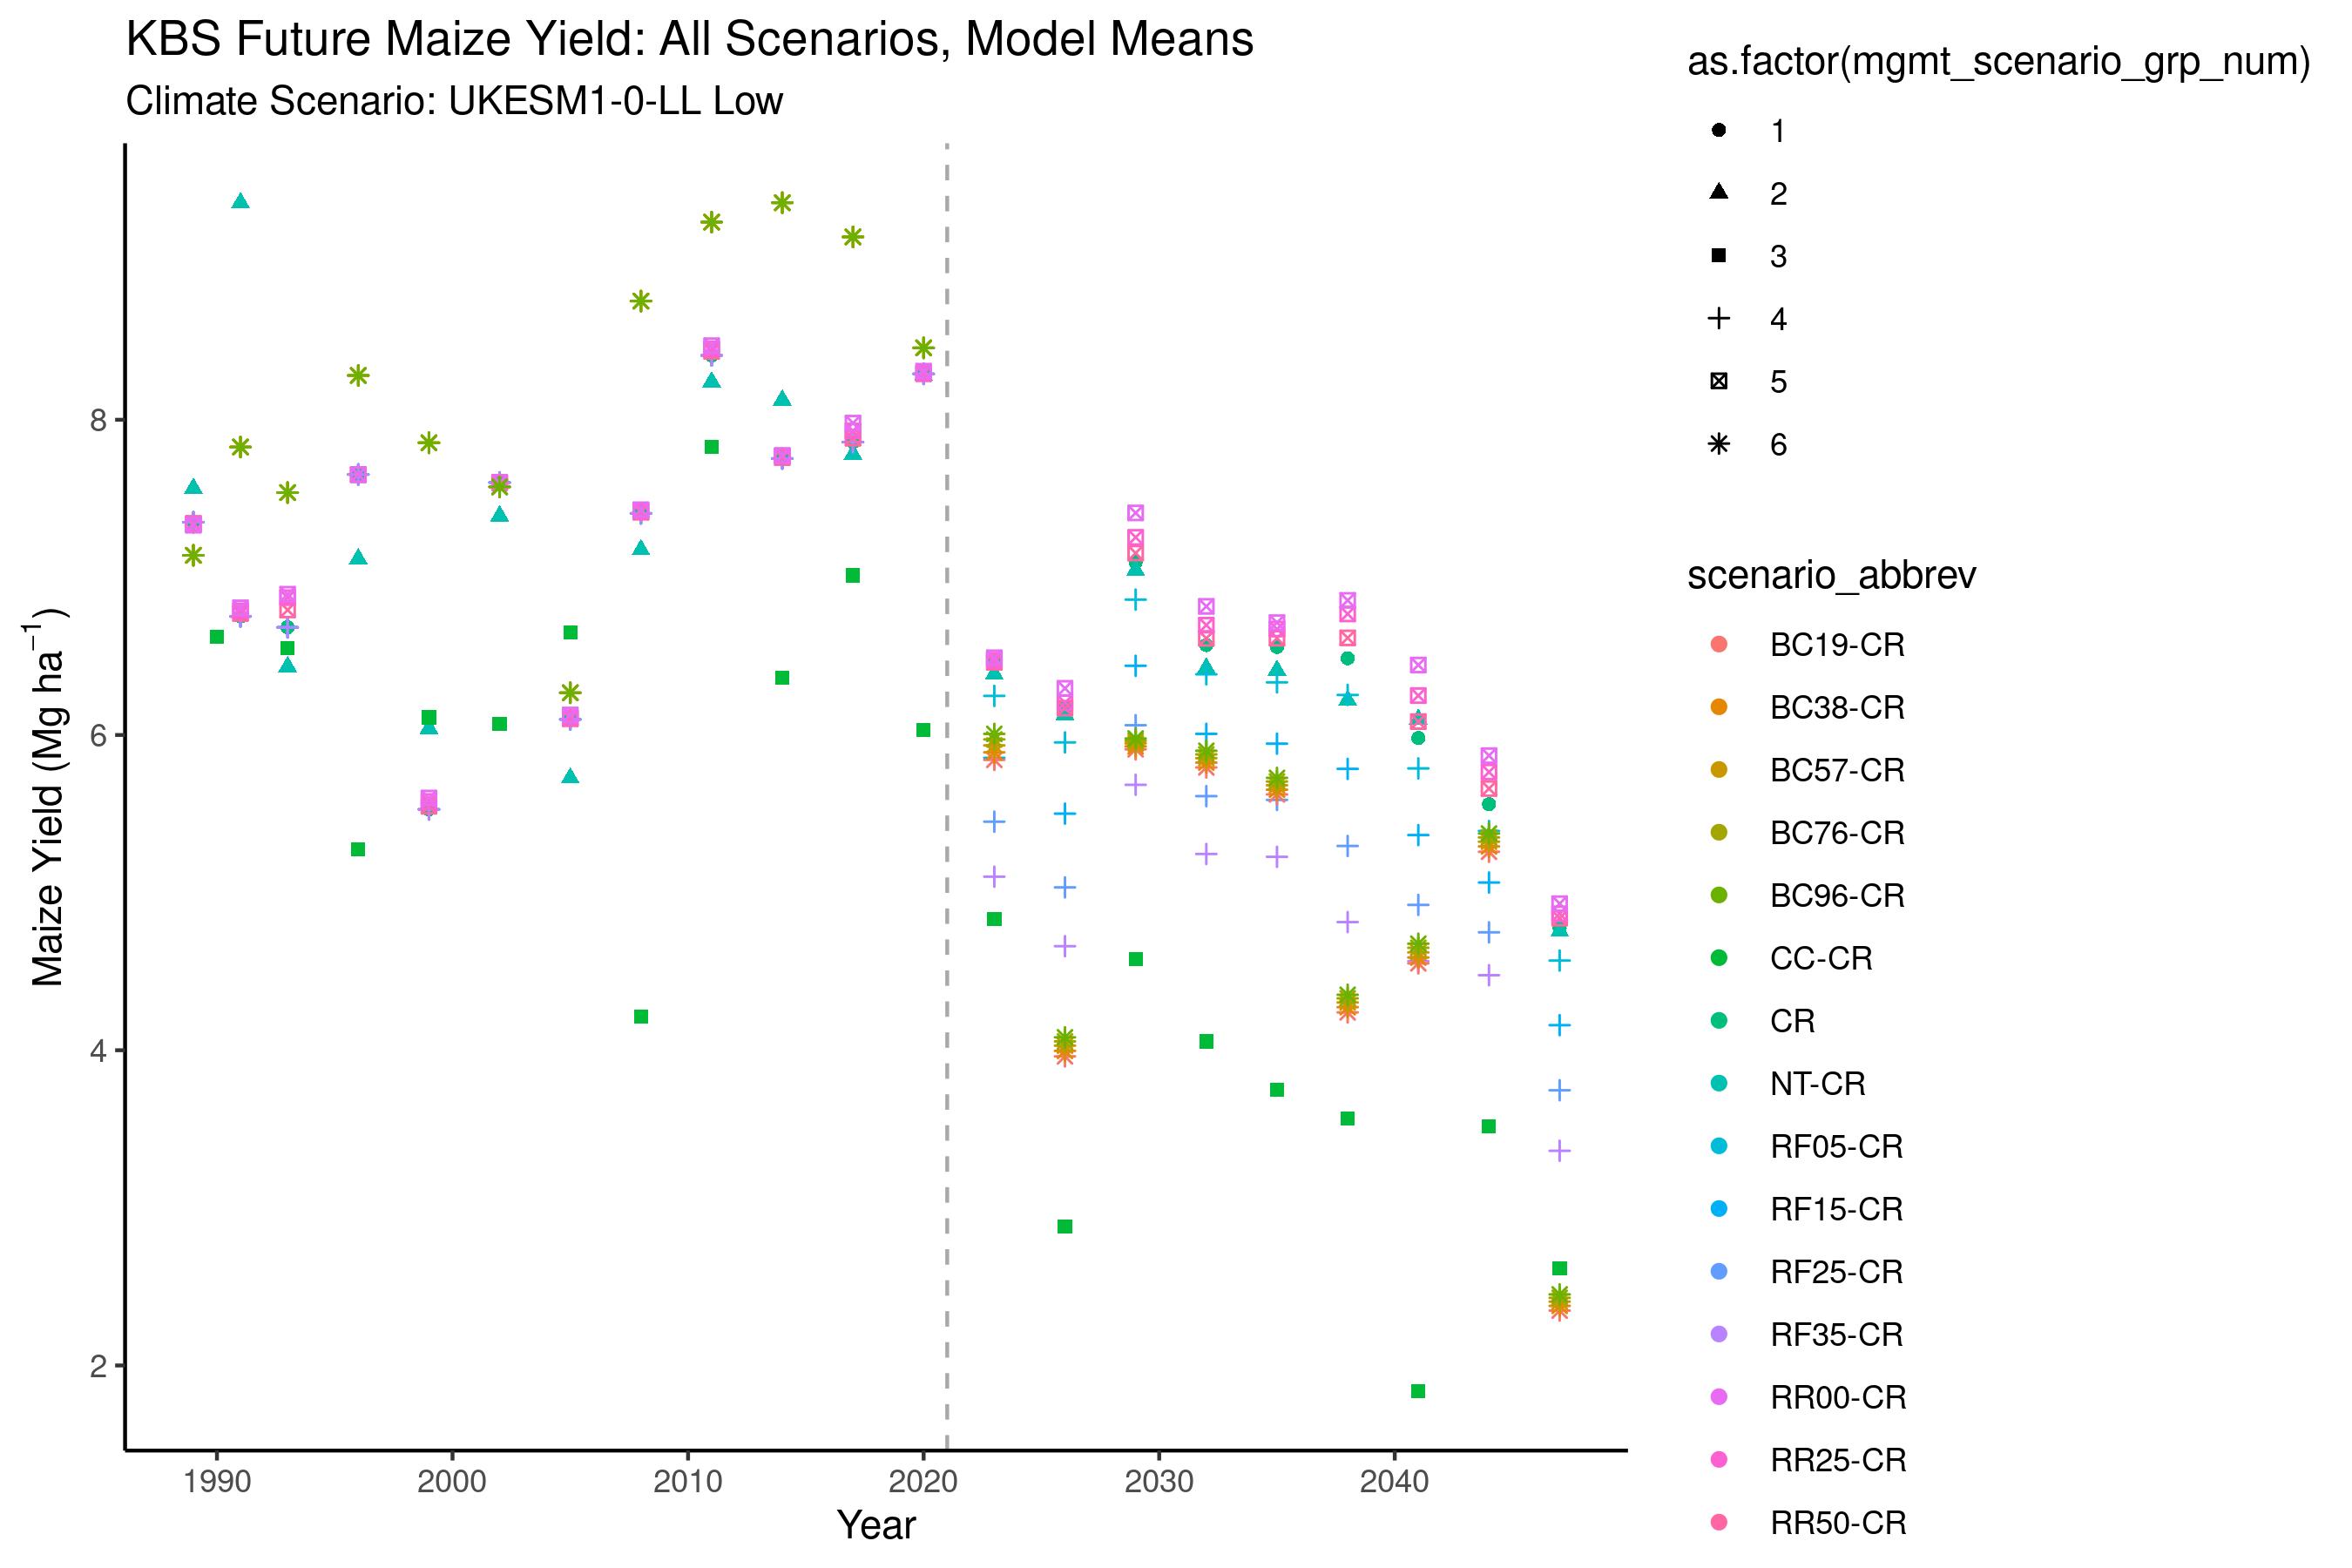 KBS Future Maize Yield: All Scenarios, Model Means
Climate Scenario: UKESM1-0-LL Low
Maize Yield (Mg ha⁻¹)
8
6
4
2
1990
2000
2010
2020
2030
2040
Year
as.factor(mgmt_scenario_grp_num)
1
2
3
4
5
6
scenario_abbrev
BC19-CR
BC38-CR
BC57-CR
BC76-CR
BC96-CR
CC-CR
CR
NT-CR
RF05-CR
RF15-CR
RF25-CR
RF35-CR
RR00-CR
RR25-CR
RR50-CR